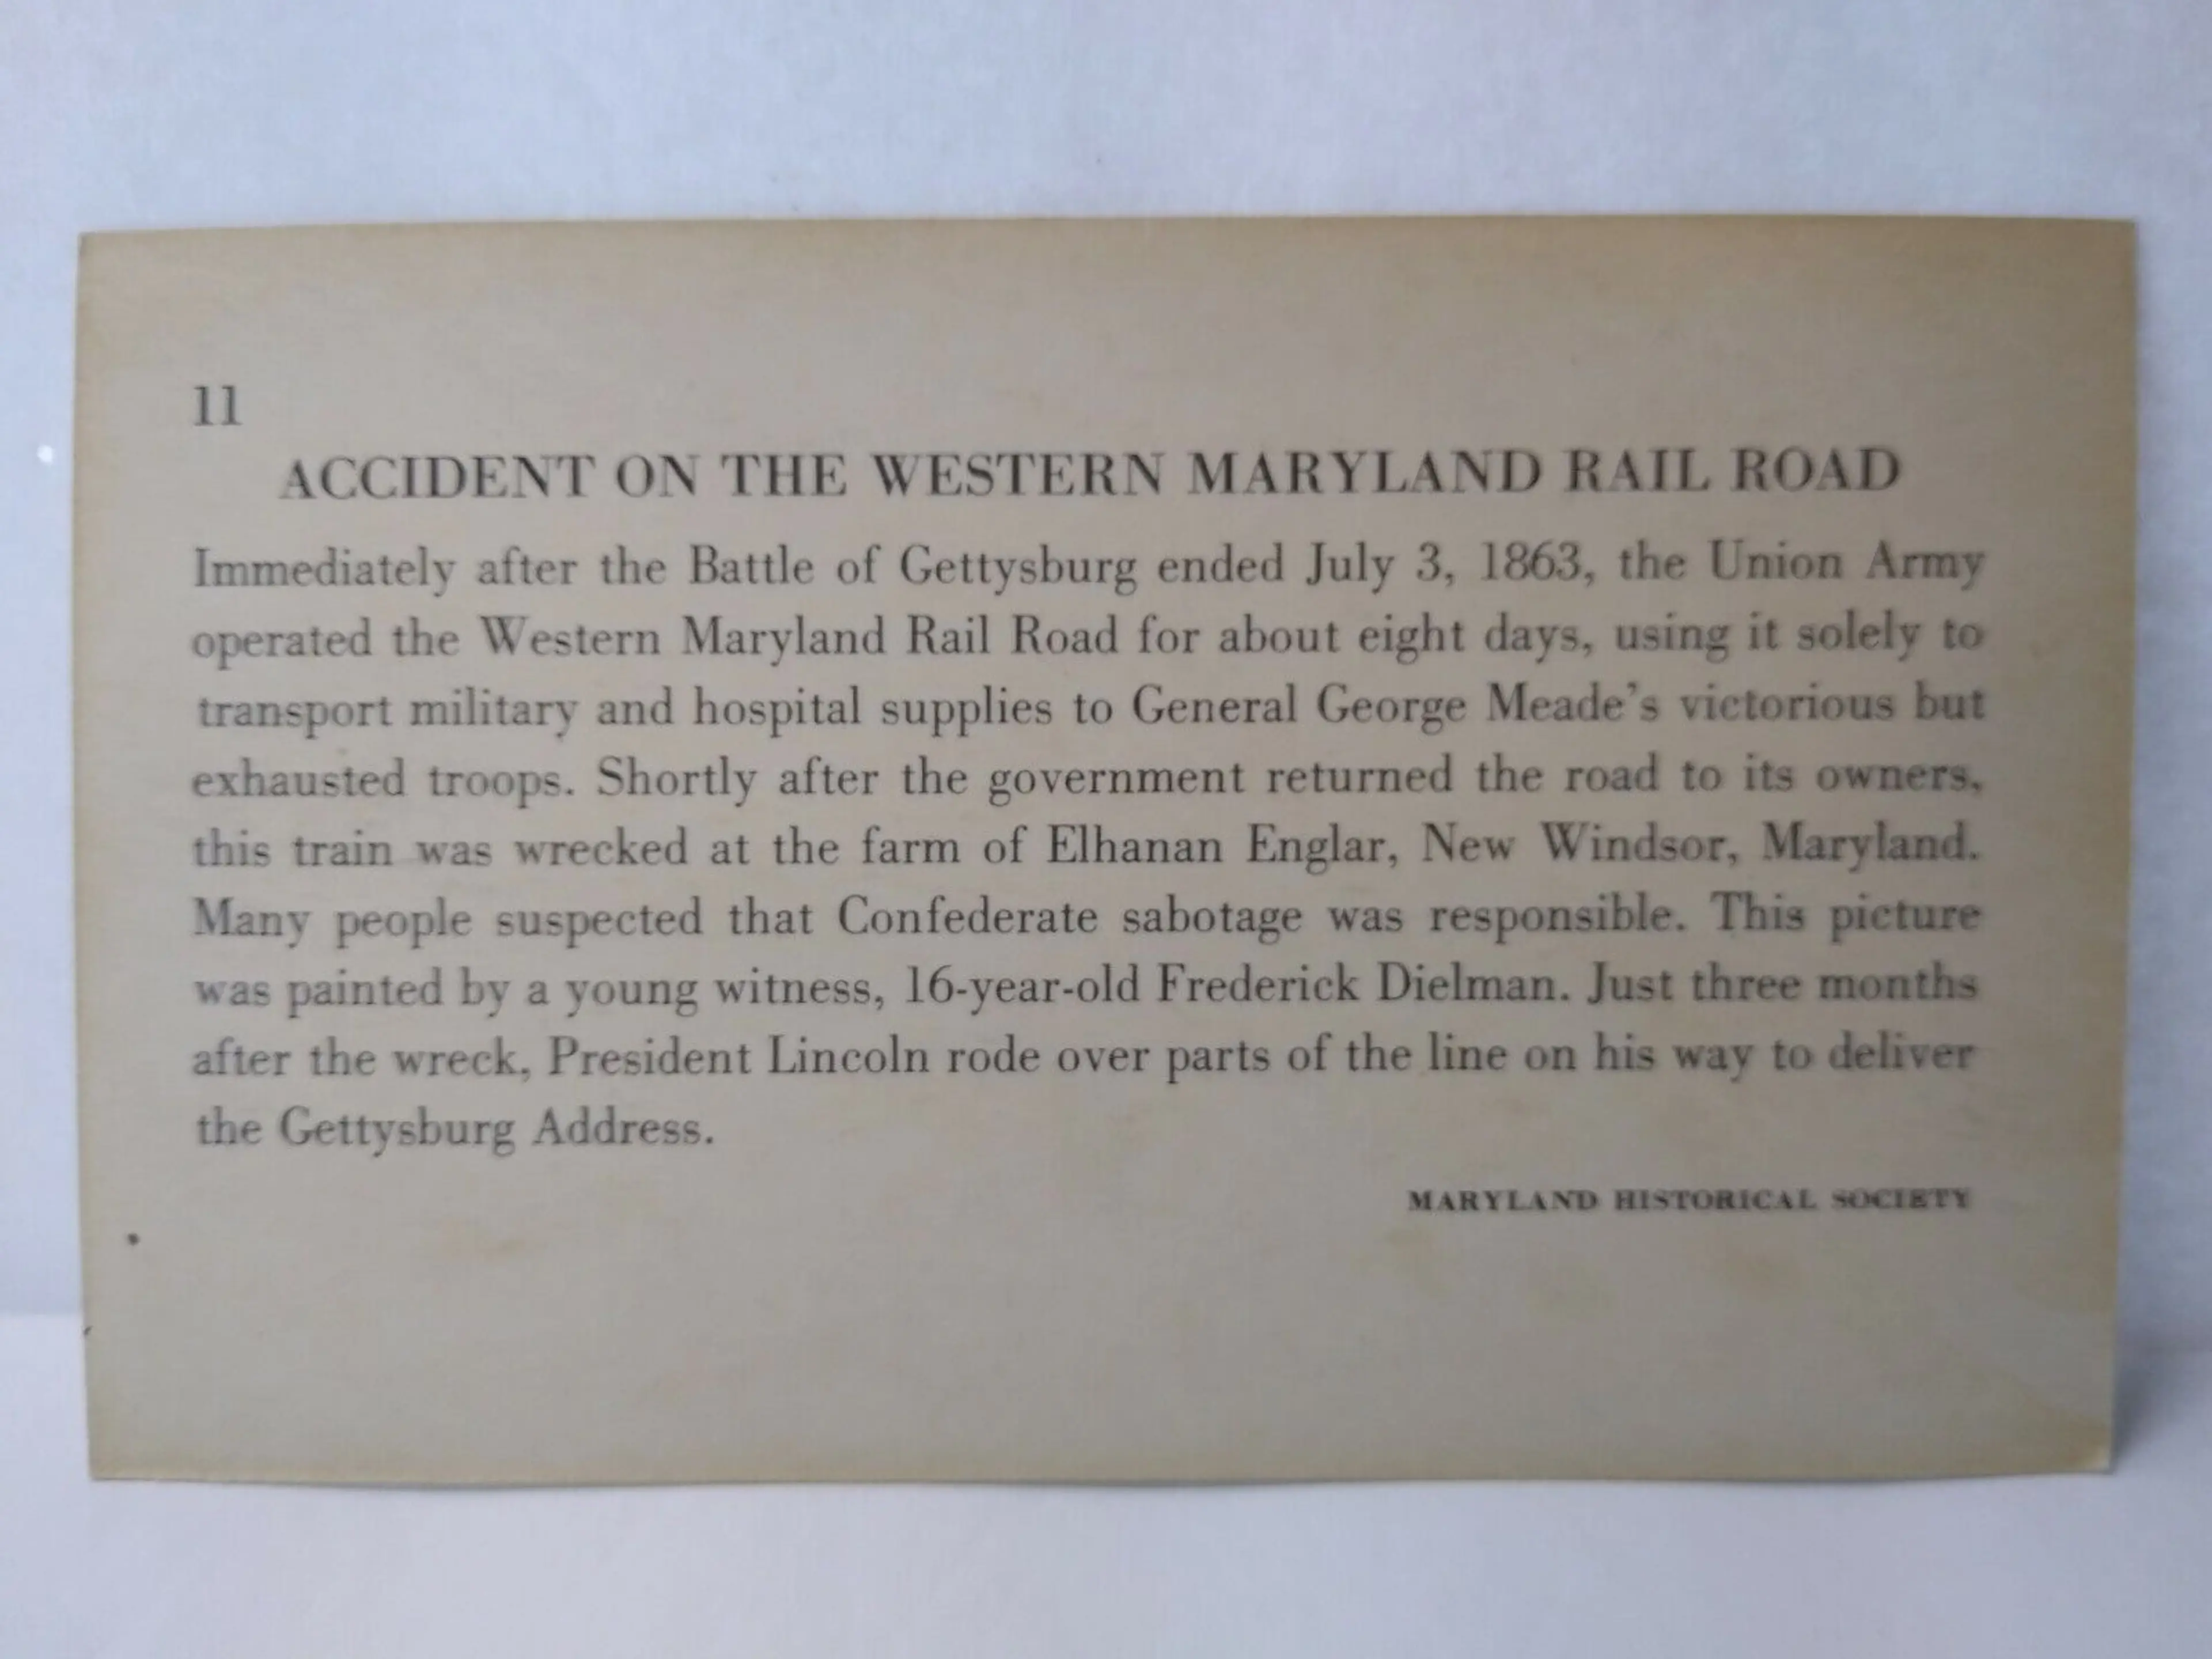 11
ACCIDENT ON THE WESTERN MARYLAND RAIL ROAD
Immediately after the Battle of Gettysburg ended July 3, 1863, the Union Army
operated the Western Maryland Rail Road for about eight days, using it solely to
transport military and hospital supplies to General George Meade's victorious but
exhausted troops. Shortly after the government returned the road to its owners,
this train was wrecked at the farm of Elhanan Englar, New Windsor, Maryland.
Many people suspected that Confederate sabotage was responsible. This picture
was painted by a young witness, 16-year-old Frederick Dielman. Just three months
after the wreck, President Lincoln rode over parts of the line on his way to deliver
the Gettysburg Address.
MARYLAND HISTORICAL SOCIETY